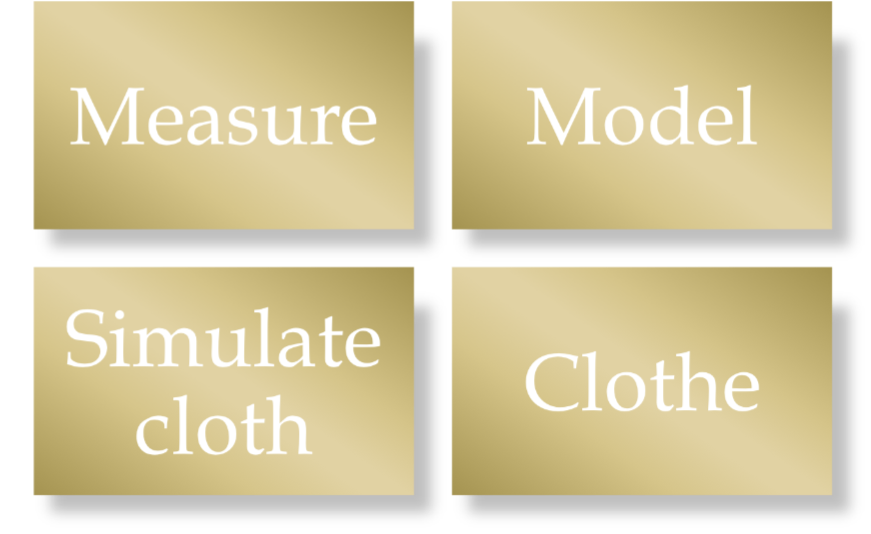 Measure
Model
Simulate
cloth
Clothe